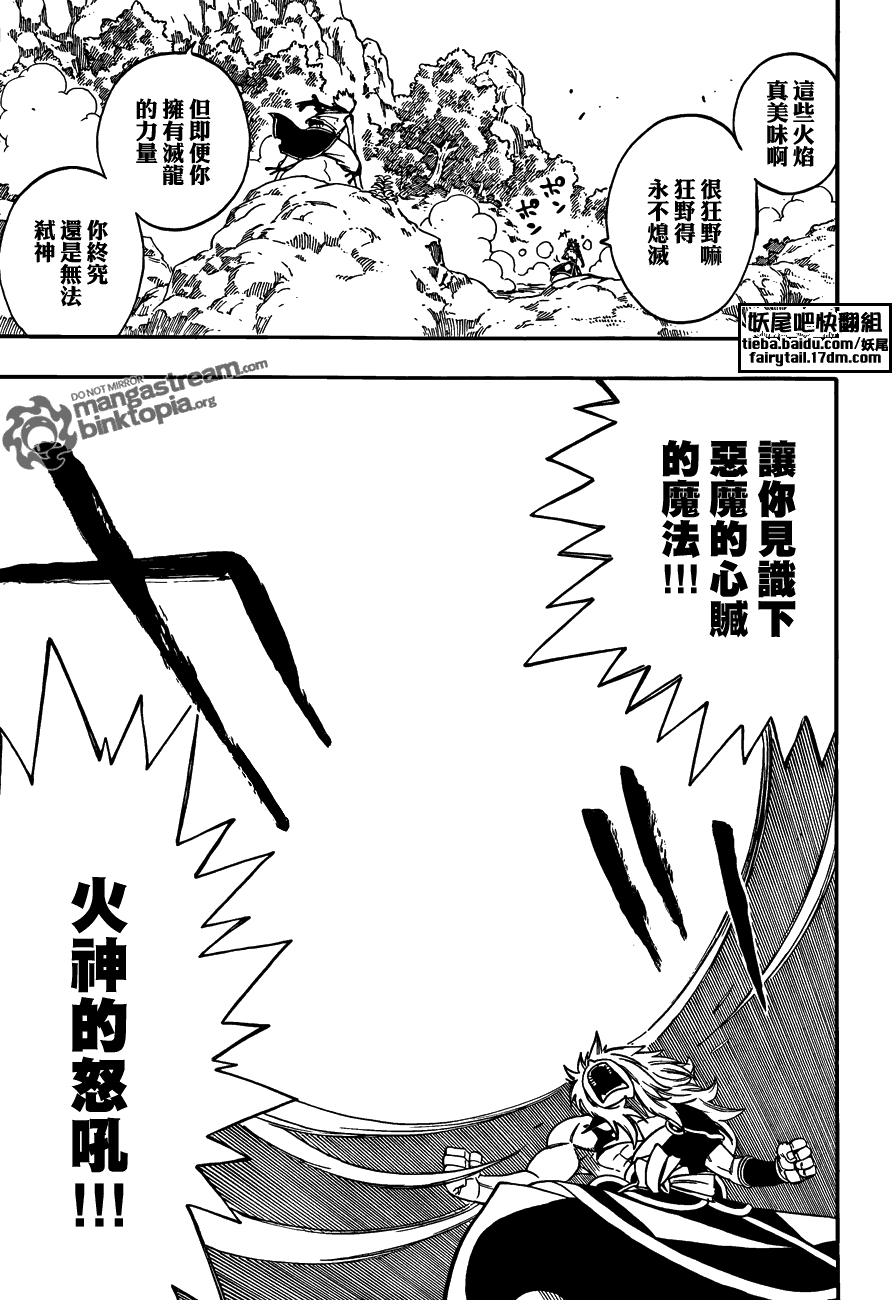 這些火焰
真美味啊
很狂野嘛
狂野得
永不熄滅
但即便你
擁有滅龍
的力量
你終究
還是無法
弒神
ホ゜
ホ゜
妖尾吧快翻組
tieba.baidu.com/妖尾
fairytail.17dm.com
DO NOT MIRROR
mangastream.com
binktopia.org
讓你見識下
惡魔的心臟
的魔法!!!
火神的怒吼!!!